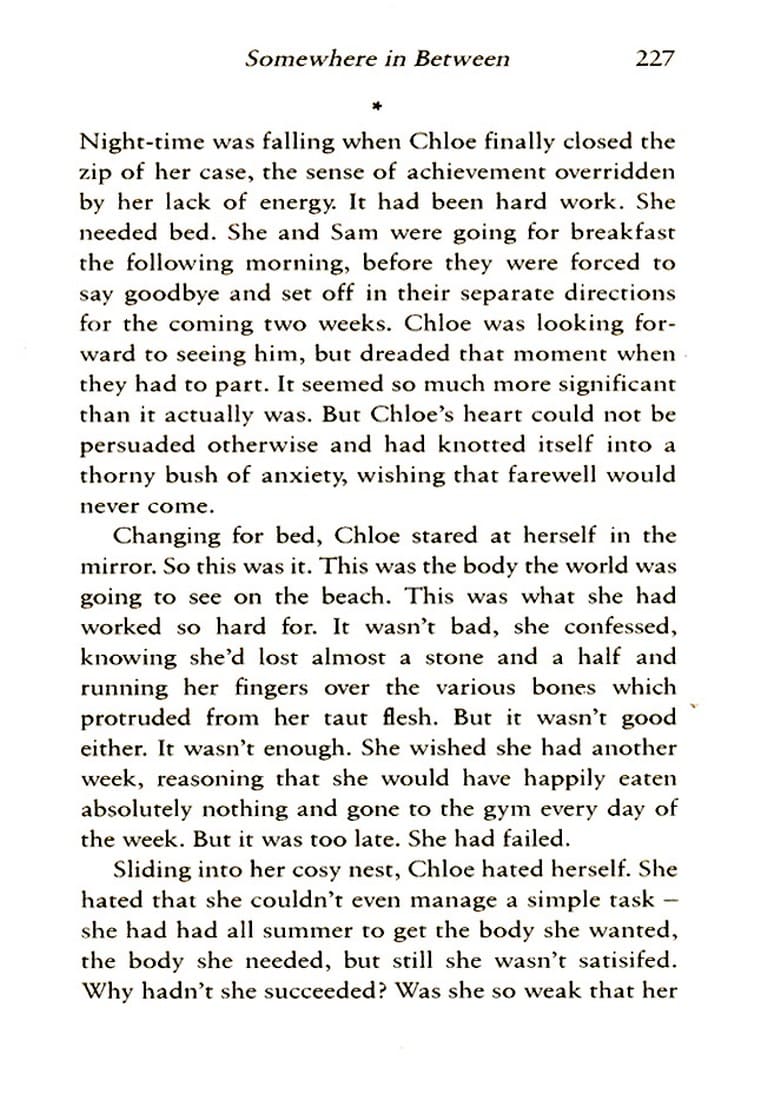 Somewhere in Between 227
*
Night-time was falling when Chloe finally closed the
zip of her case, the sense of achievement overridden
by her lack of energy. It had been hard work. She
needed bed. She and Sam were going for breakfast
the following morning, before they were forced to
say goodbye and set off in their separate directions
for the coming two weeks. Chloe was looking for-
ward to seeing him, but dreaded that moment when
they had to part. It seemed so much more significant
than it actually was. But Chloe's heart could not be
persuaded otherwise and had knotted itself into a
thorny bush of anxiety, wishing that farewell would
never come.
Changing for bed, Chloe stared at herself in the
mirror. So this was it. This was the body the world was
going to see on the beach. This was what she had
worked so hard for. It wasn't bad, she confessed,
knowing she'd lost almost a stone and a half and
running her fingers over the various bones which
protruded from her taut flesh. But it wasn't good
either. It wasn't enough. She wished she had another
week, reasoning that she would have happily eaten
absolutely nothing and gone to the gym every day of
the week. But it was too late. She had failed.
Sliding into her cosy nest, Chloe hated herself. She
hated that she couldn't even manage a simple task –
she had had all summer to get the body she wanted,
the body she needed, but still she wasn't satisifed.
Why hadn't she succeeded? Was she so weak that her